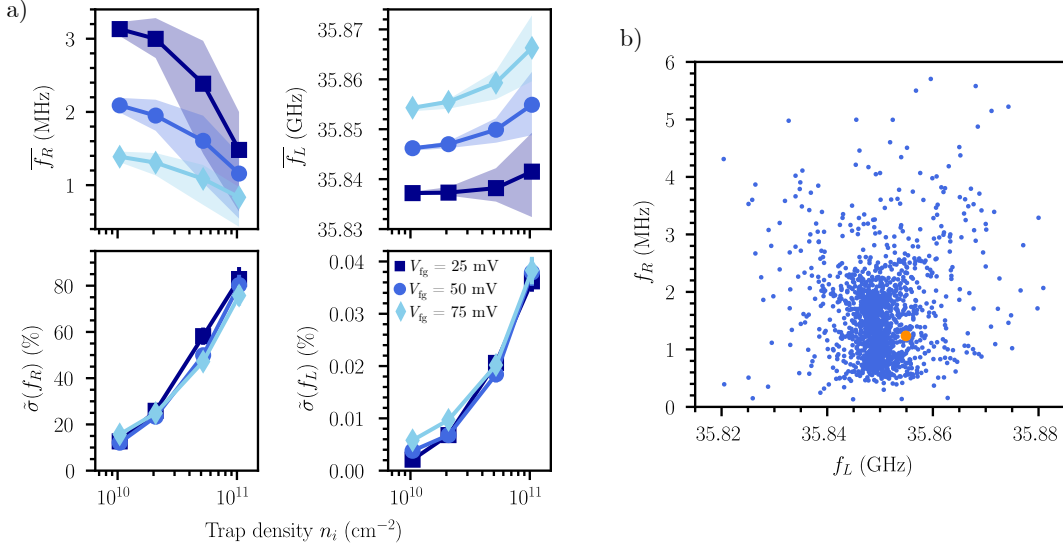 a)
3
2
1
f_R (MHz)
35.87
35.86
35.85
35.84
35.83
f_L (GHz)
80
60
40
20
0
σ̃(f_R) (%)
10^10
10^11
0.04
0.03
0.02
0.01
0.00
σ̃(f_L) (%)
V_fg = 25 mV
V_fg = 50 mV
V_fg = 75 mV
10^10
10^11
Trap density n_i (cm^−2)
b)
6
5
4
3
2
1
0
f_R (MHz)
35.82
35.84
35.86
35.88
f_L (GHz)